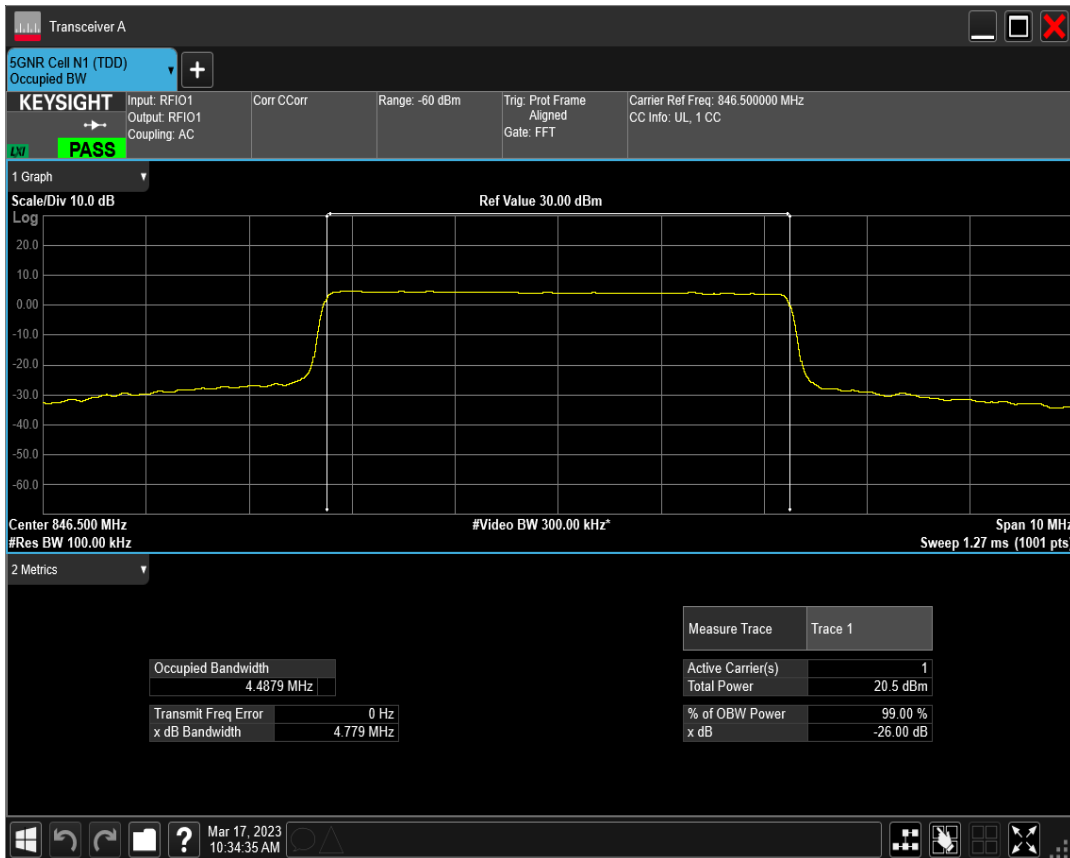 Transceiver A
5GNR Cell N1 (TDD)
Occupied BW
+
KEYSIGHT
LXI
PASS
Input: RFIO1
Output: RFIO1
Coupling: AC
Corr CCorr
Range: -60 dBm
Trig: Prot Frame
Aligned
Gate: FFT
Carrier Ref Freq: 846.500000 MHz
CC Info: UL, 1 CC
1 Graph
Scale/Div 10.0 dB
Ref Value 30.00 dBm
Log
20.0
10.0
0.00
-10.0
-20.0
-30.0
-40.0
-50.0
-60.0
Center 846.500 MHz
#Video BW 300.00 kHz*
Span 10 MHz
#Res BW 100.00 kHz
Sweep 1.27 ms (1001 pts)
2 Metrics
Measure Trace Trace 1
Occupied Bandwidth
4.4879 MHz
Active Carrier(s) 1
Total Power 20.5 dBm
Transmit Freq Error 0 Hz
x dB Bandwidth 4.779 MHz
% of OBW Power 99.00 %
x dB -26.00 dB
?
Mar 17, 2023
10:34:35 AM